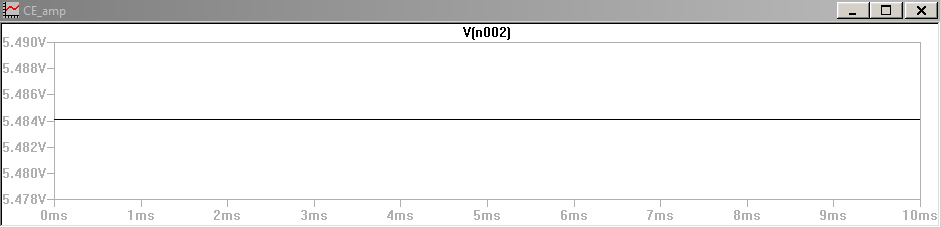 CE_amp
V(n002)
5.490V
5.488V
5.486V
5.484V
5.482V
5.480V
5.478V
0ms 1ms 2ms 3ms 4ms 5ms 6ms 7ms 8ms 9ms 10ms